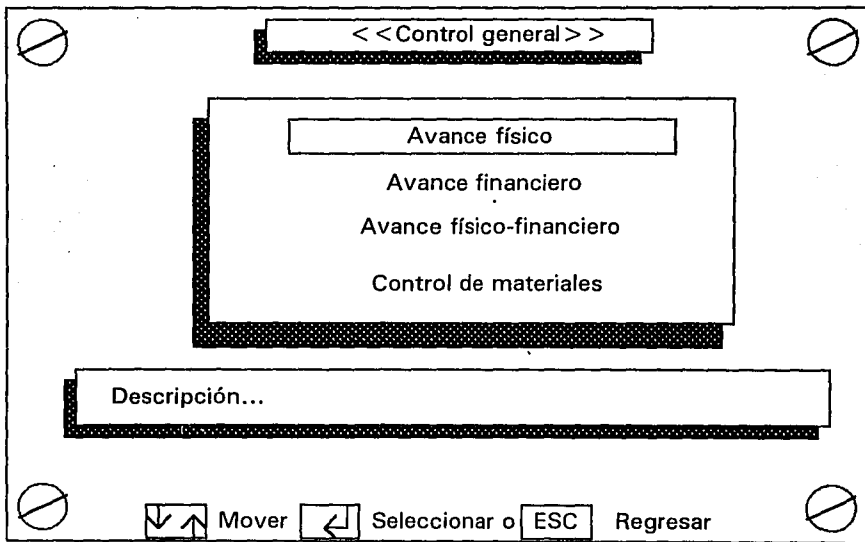 < <Control general> >
Avance físico
Avance financiero
Avance físico-financiero
Control de materiales
Descripción...
Mover Seleccionar o ESC Regresar